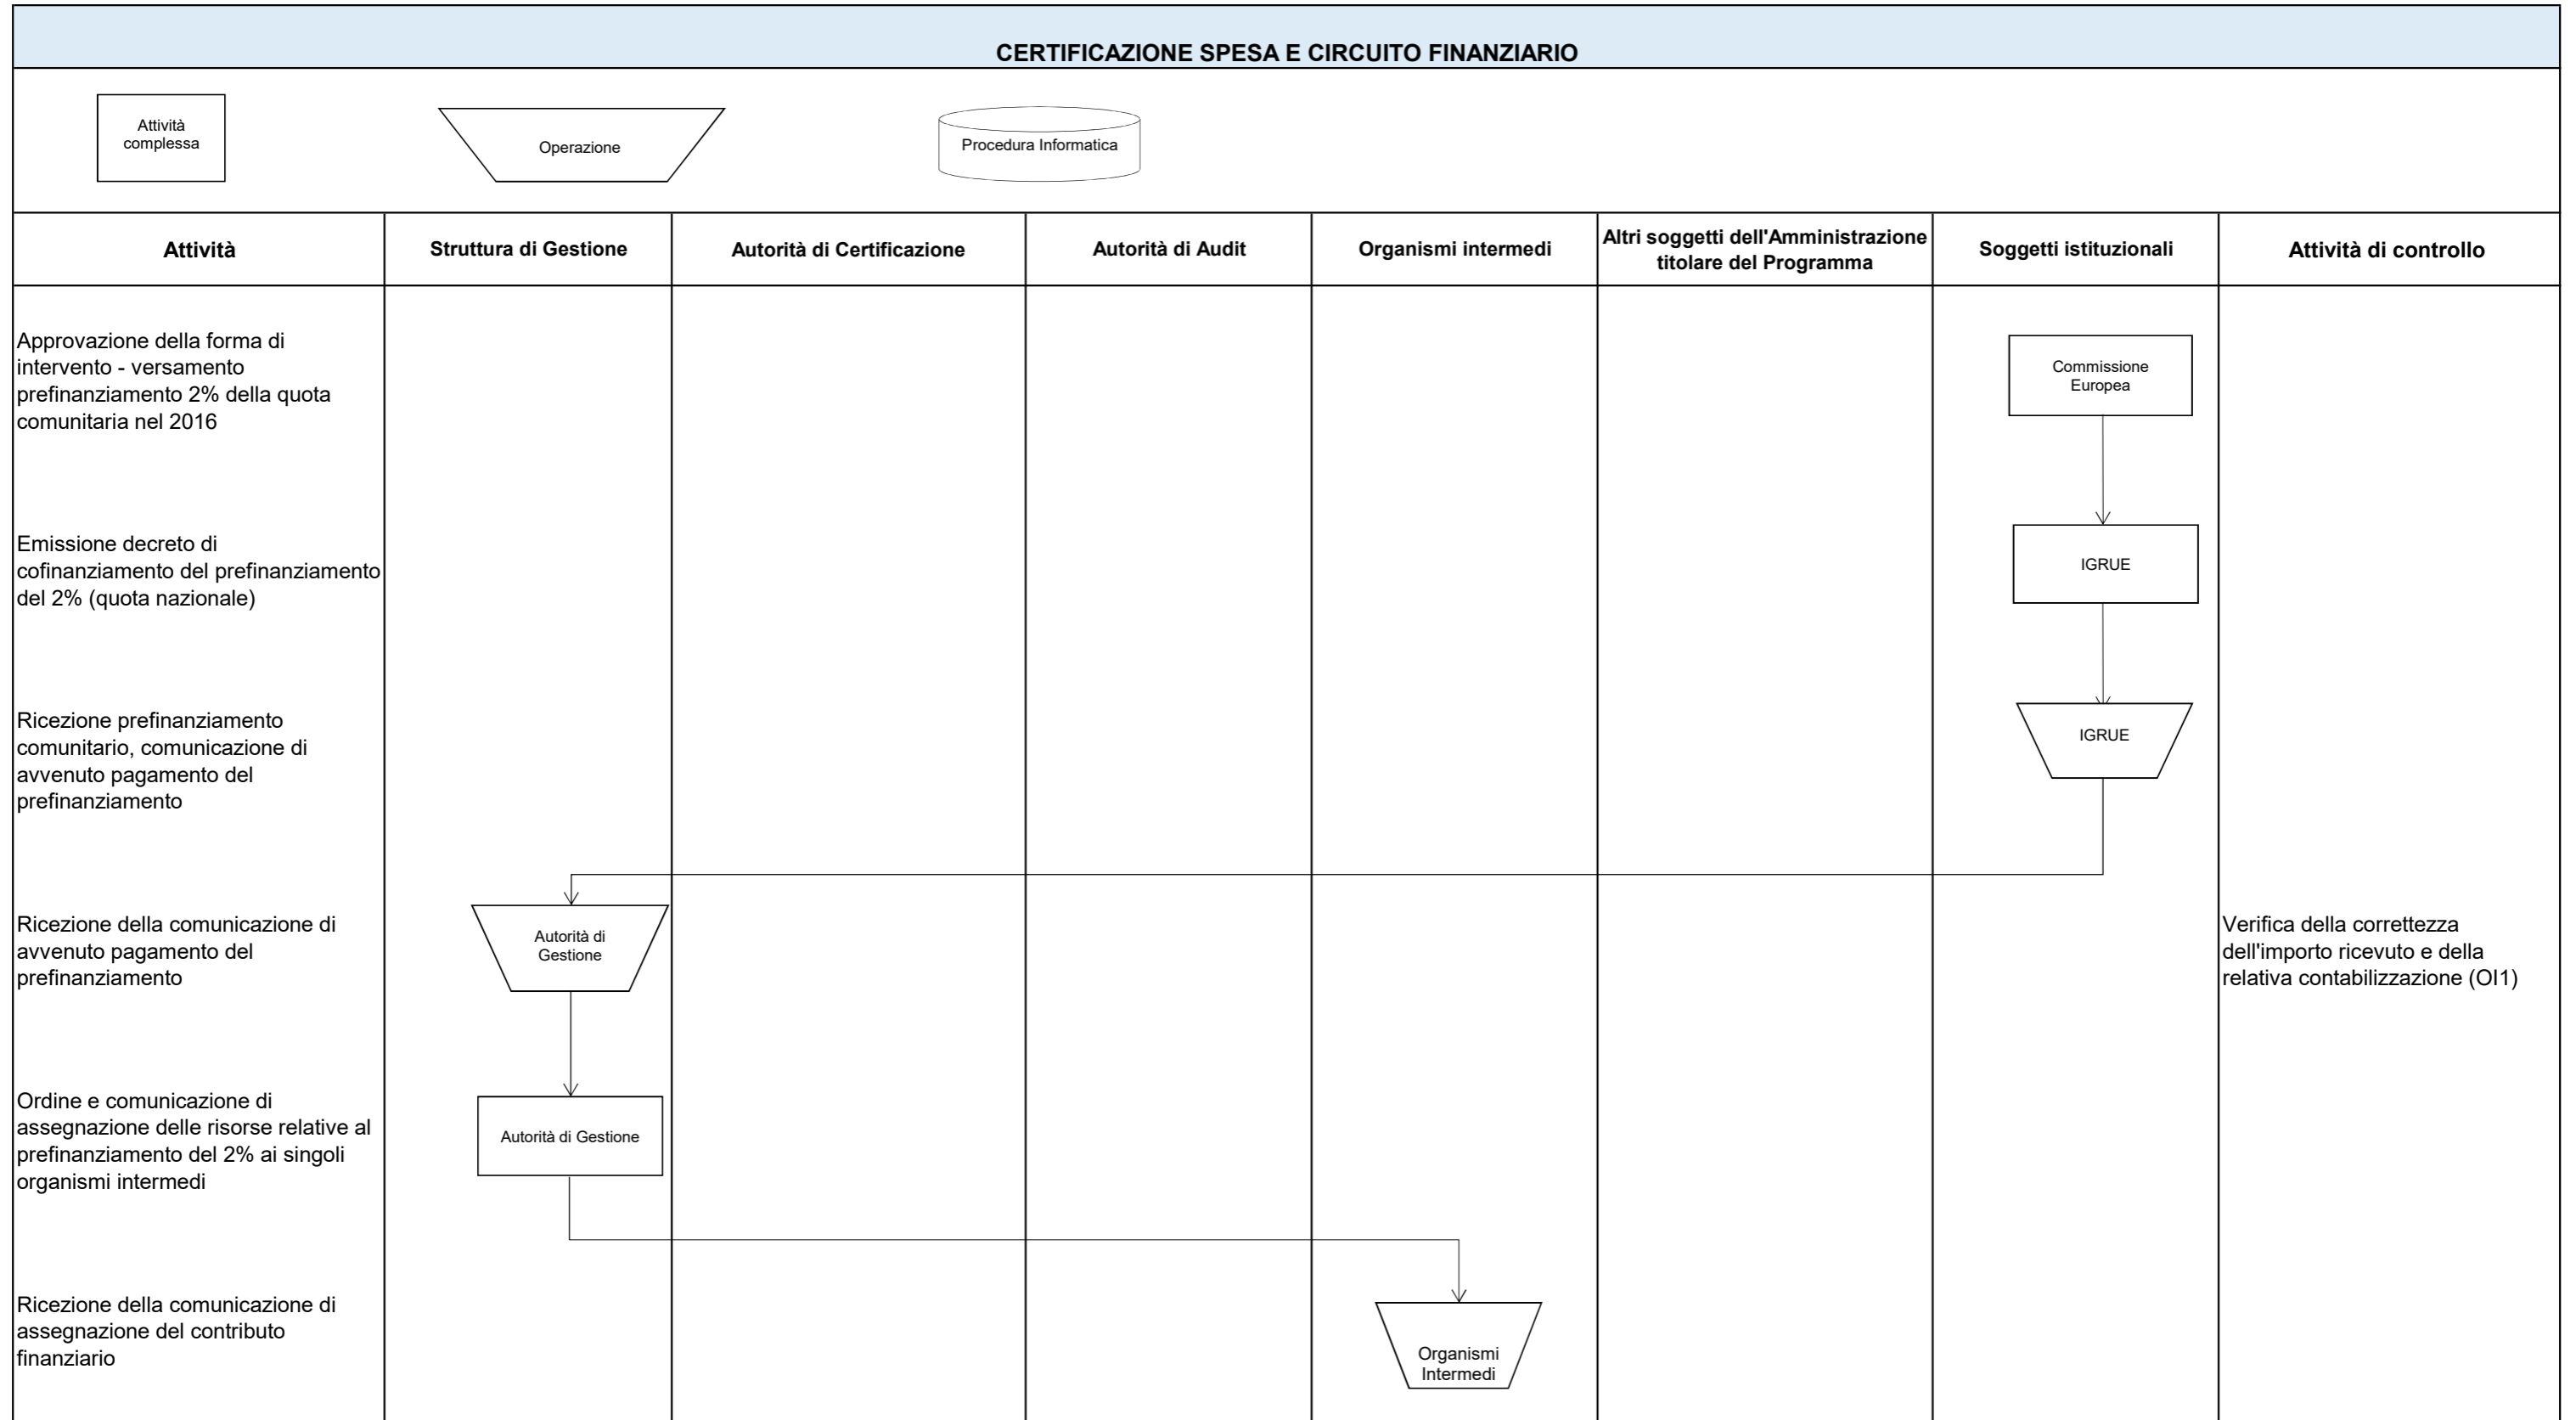 CERTIFICAZIONE SPESA E CIRCUITO FINANZIARIO
Attività
complessa
Operazione
Procedura Informatica
Attività
Struttura di Gestione
Autorità di Certificazione
Autorità di Audit
Organismi intermedi
Altri soggetti dell'Amministrazione
titolare del Programma
Soggetti istituzionali
Attività di controllo
Approvazione della forma di
intervento - versamento
prefinanziamento 2% della quota
comunitaria nel 2016
Commissione
Europea
Emissione decreto di
cofinanziamento del prefinanziamento
del 2% (quota nazionale)
IGRUE
Ricezione prefinanziamento
comunitario, comunicazione di
avvenuto pagamento del
prefinanziamento
IGRUE
Ricezione della comunicazione di
avvenuto pagamento del
prefinanziamento
Autorità di
Gestione
Verifica della correttezza
dell'importo ricevuto e della
relativa contabilizzazione (OI1)
Ordine e comunicazione di
assegnazione delle risorse relative al
prefinanziamento del 2% ai singoli
organismi intermedi
Autorità di Gestione
Ricezione della comunicazione di
assegnazione del contributo
finanziario
Organismi
Intermedi